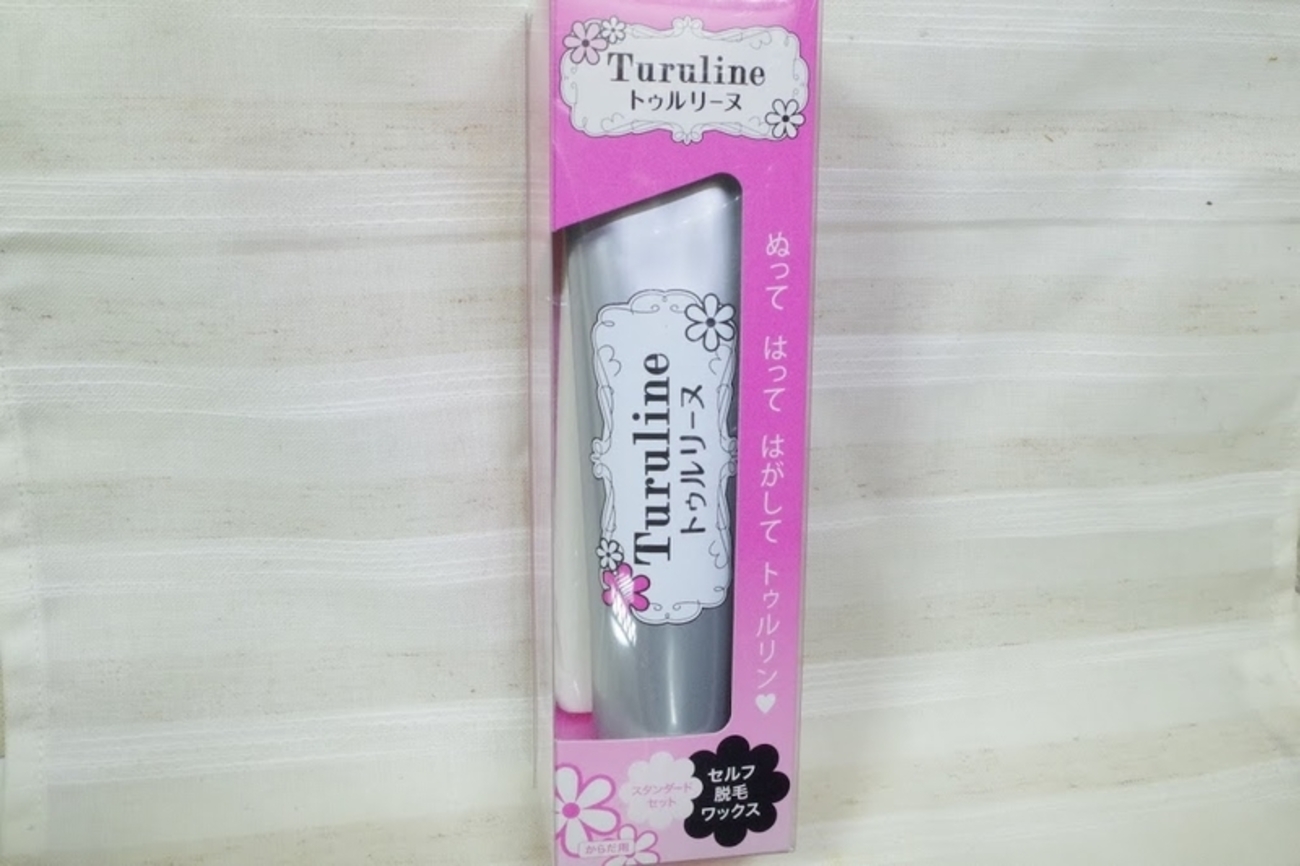 Turuline
トゥルリーヌ
ぬって はって はがして トゥルリン♥
Turuline
トゥルリーヌ
スタンダード
セット
セルフ
脱毛
ワックス
からだ用